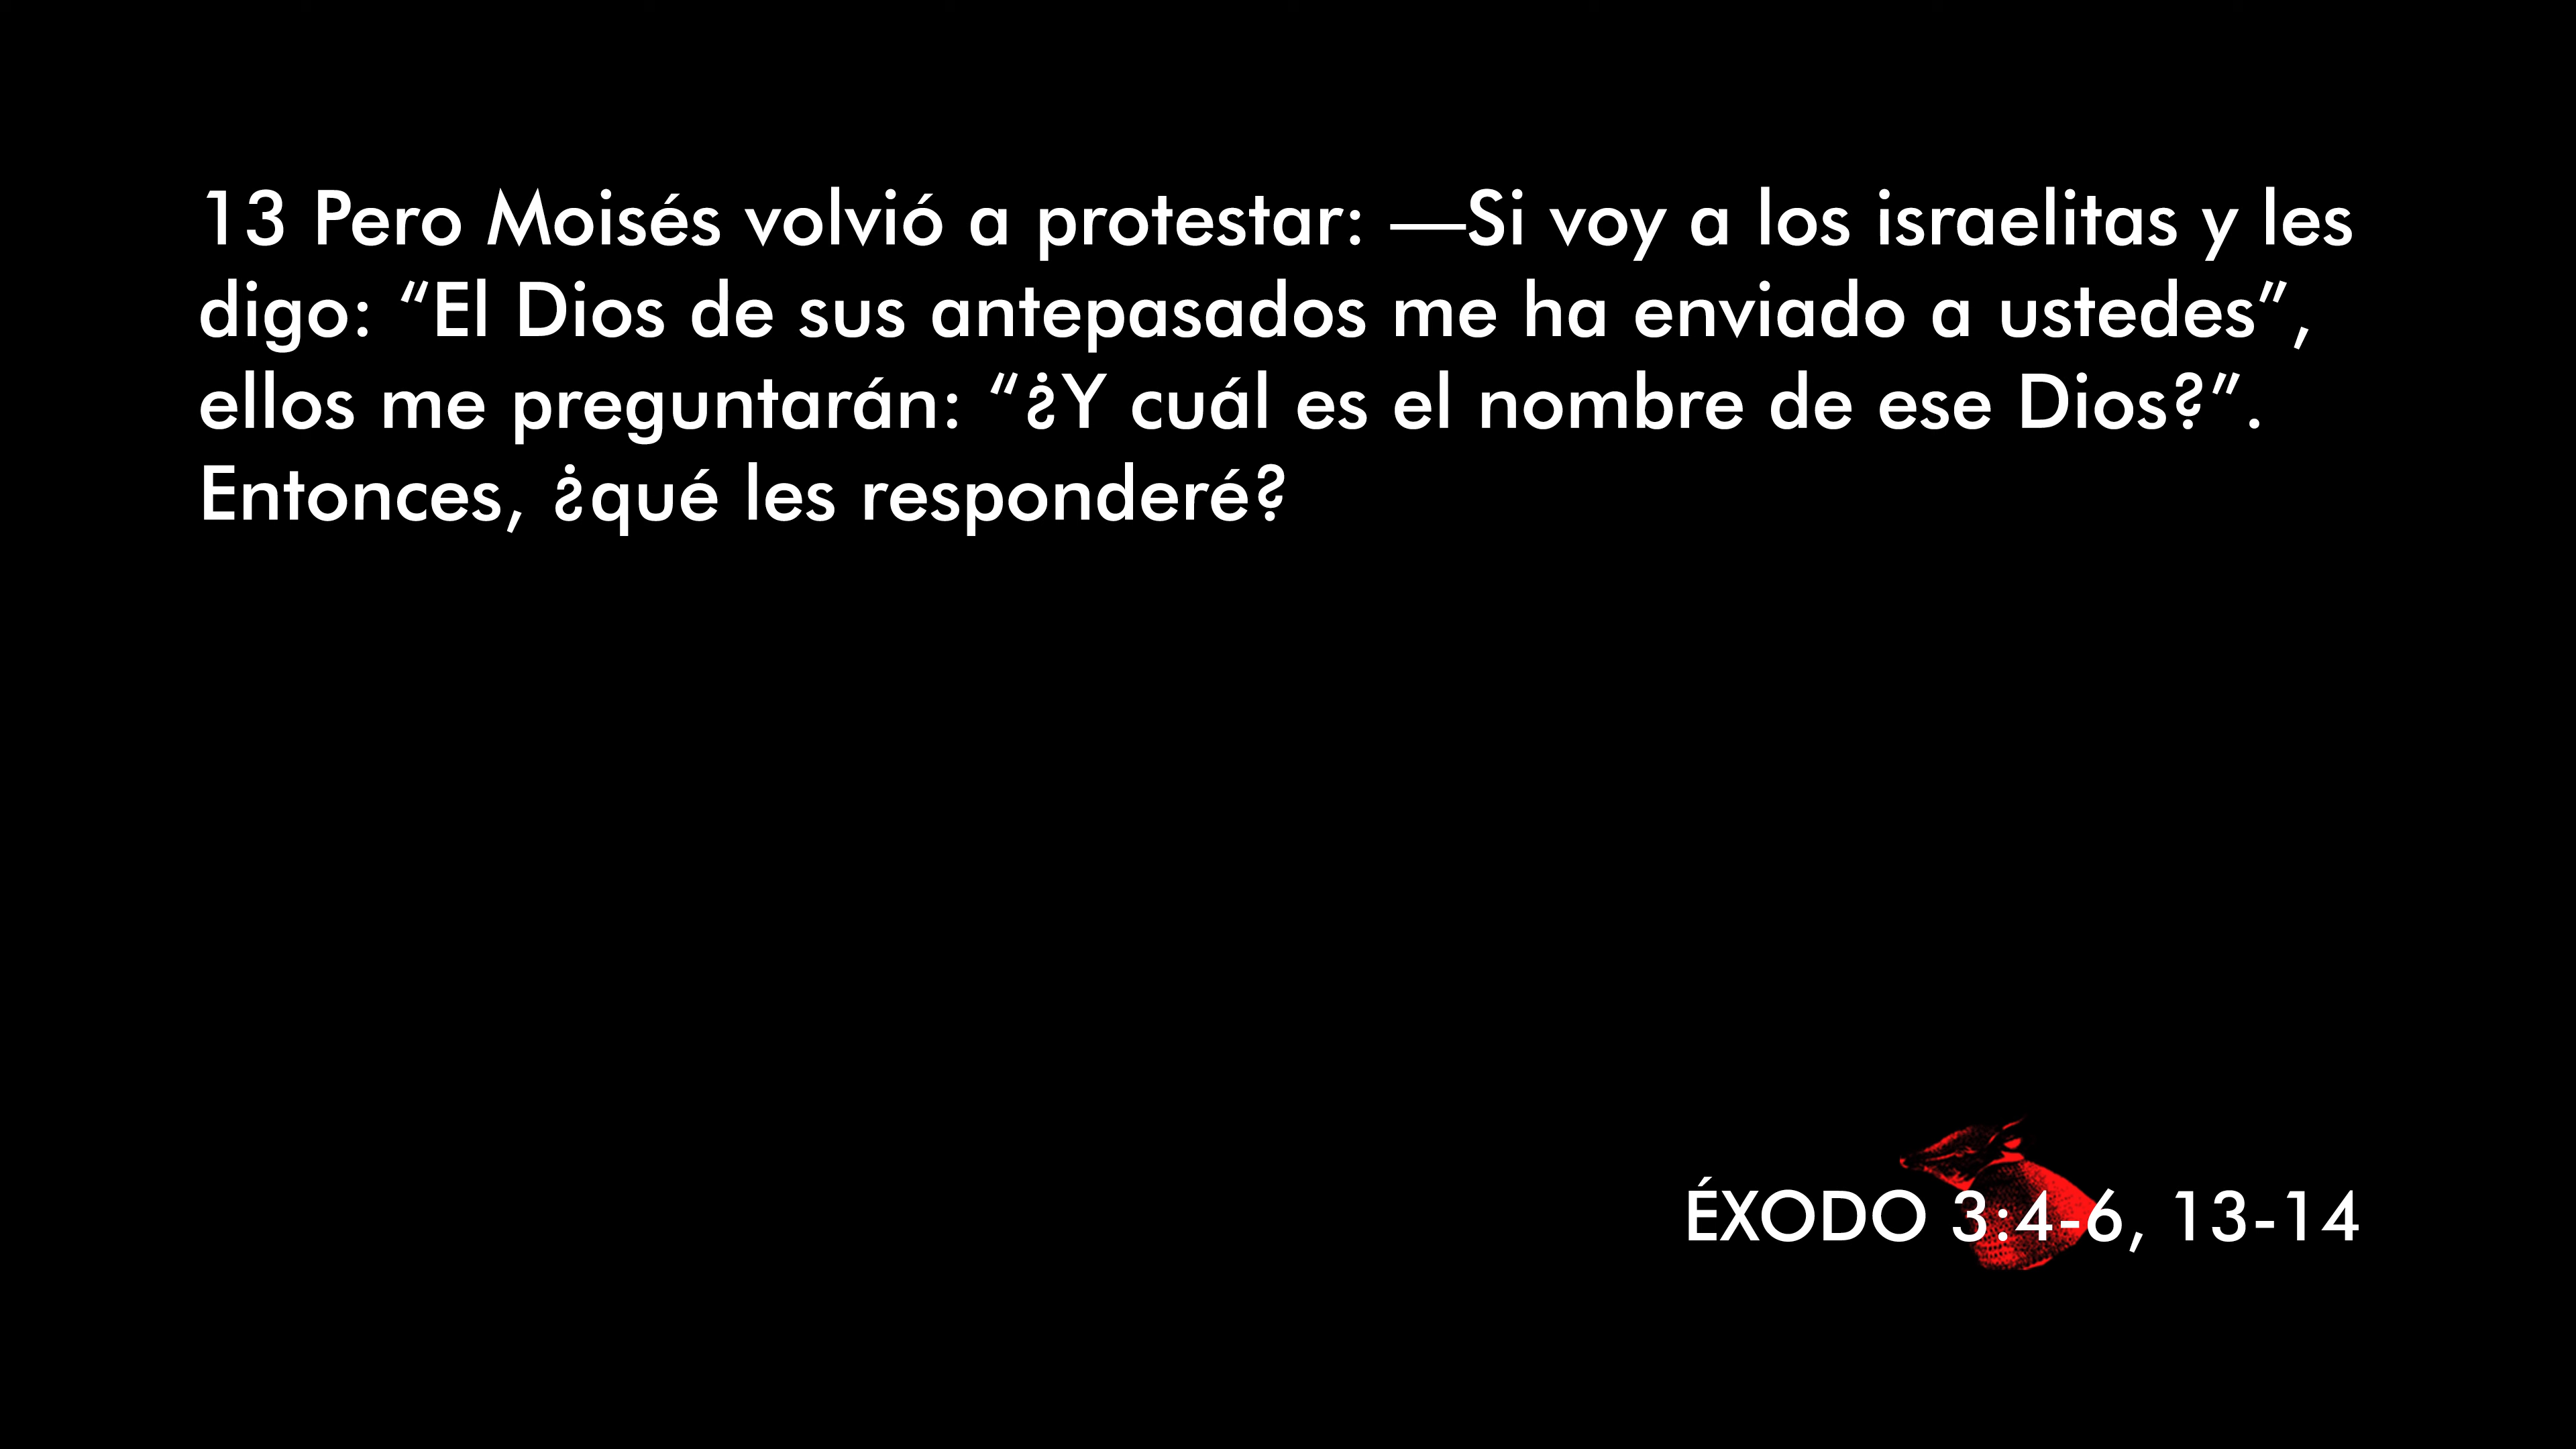 13 Pero Moisés volvió a protestar: —Si voy a los israelitas y les
digo: “El Dios de sus antepasados me ha enviado a ustedes”,
ellos me preguntarán: “¿Y cuál es el nombre de ese Dios?”.
Entonces, ¿qué les responderé?
ÉXODO 3:4-6, 13-14